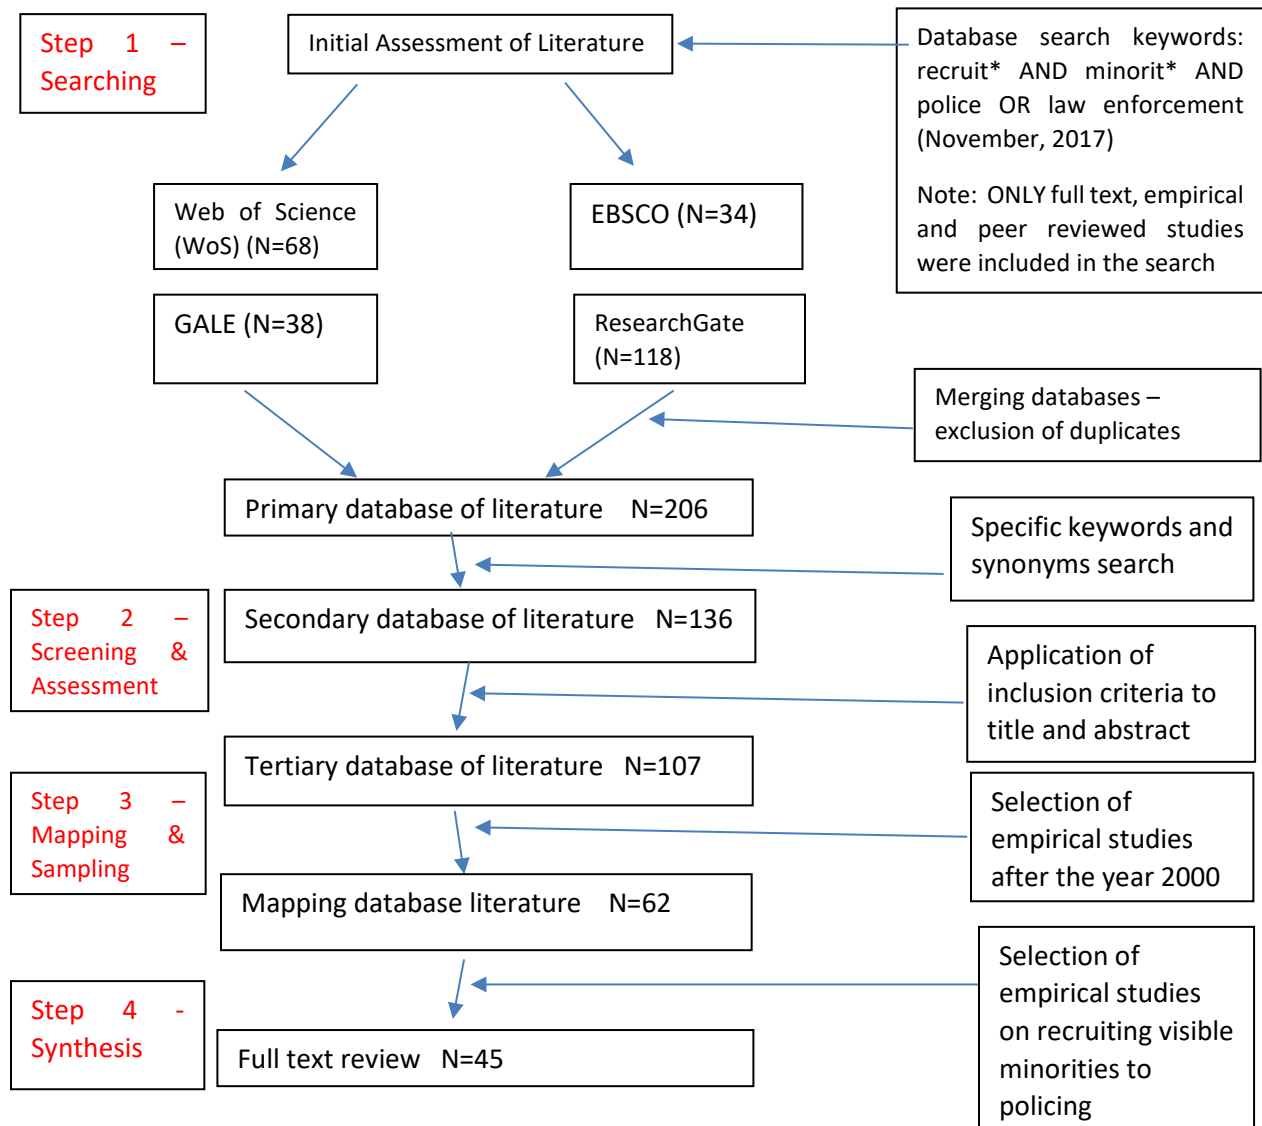 Step 1 –
Searching
Initial Assessment of Literature
Database search keywords:
recruit* AND minorit* AND
police OR law enforcement
(November, 2017)
Note: ONLY full text, empirical
and peer reviewed studies
were included in the search
Web of Science
(WoS) (N=68)
EBSCO (N=34)
GALE (N=38)
ResearchGate
(N=118)
Merging databases –
exclusion of duplicates
Primary database of literature N=206
Specific keywords and
synonyms search
Step 2 –
Screening &
Assessment
Secondary database of literature N=136
Application of
inclusion criteria to
title and abstract
Tertiary database of literature N=107
Step 3 –
Mapping &
Sampling
Selection of
empirical studies
after the year 2000
Mapping database literature N=62
Selection of
empirical studies
on recruiting visible
minorities to
policing
Step 4 -
Synthesis
Full text review N=45